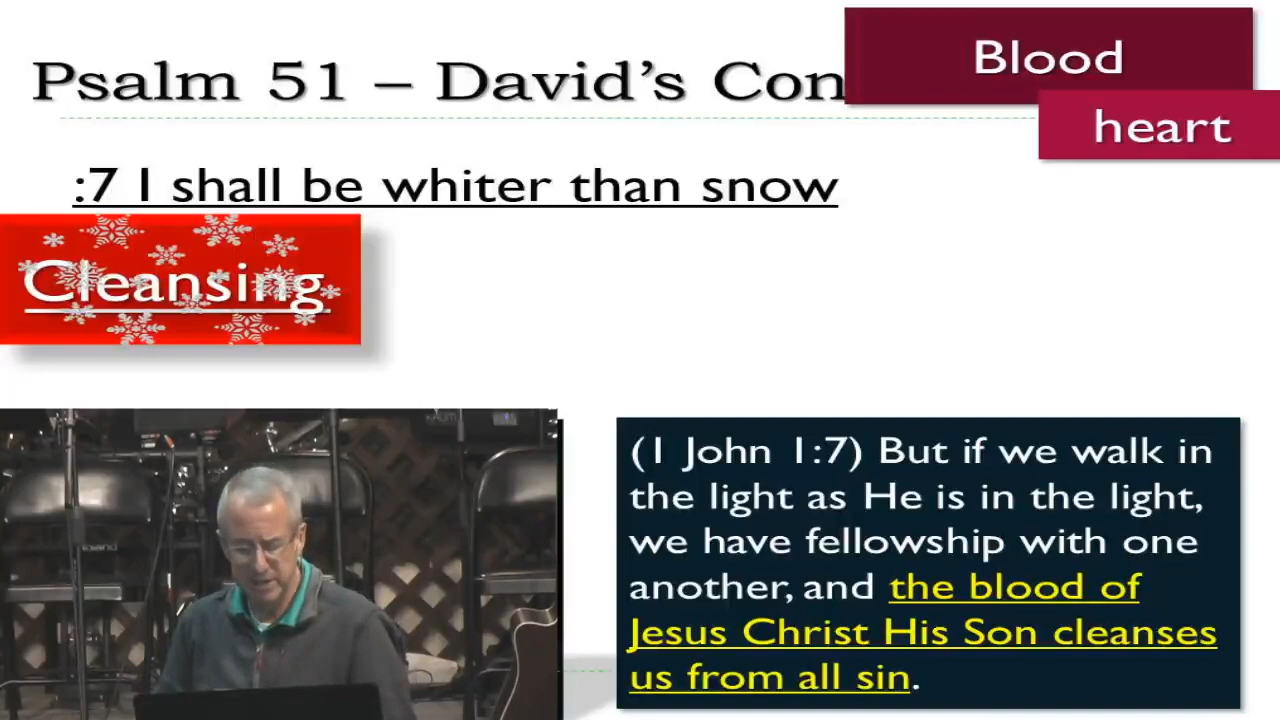 Psalm 51 – David's Con
Blood
heart
:7 I shall be whiter than snow
Cleansing
(1 John 1:7) But if we walk in
the light as He is in the light,
we have fellowship with one
another, and the blood of
Jesus Christ His Son cleanses
us from all sin.